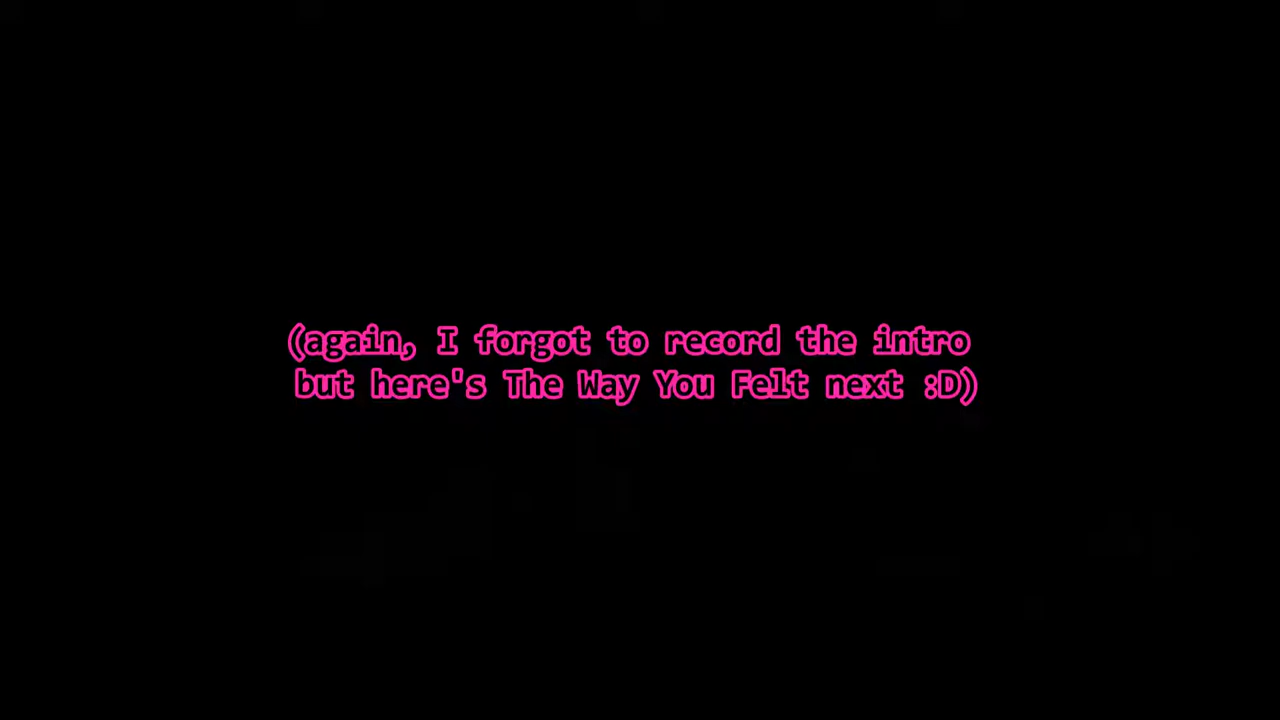 (again, I forgot to record the intro
but here's The Way You Felt next :D)